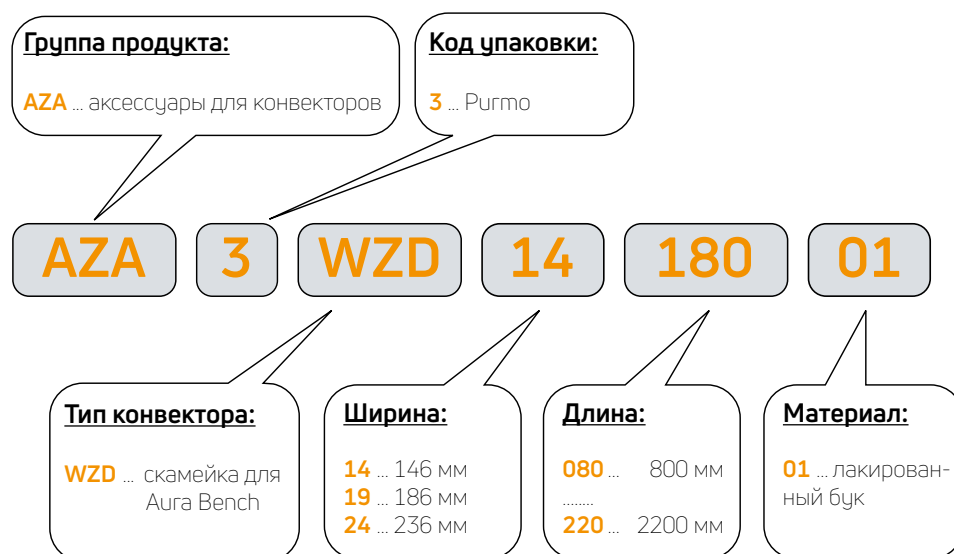 Группа продукта:
AZA ... аксессуары для конвекторов
Код упаковки:
3 ... Purmo
AZA 3 WZD 14 180 01
Тип конвектора:
WZD ... скамейка для
Aura Bench
Ширина:
14 ... 146 мм
19 ... 186 мм
24 ... 236 мм
Длина:
080 ... 800 мм
........
220 ... 2200 мм
Материал:
01 ... лакирован-
ный бук